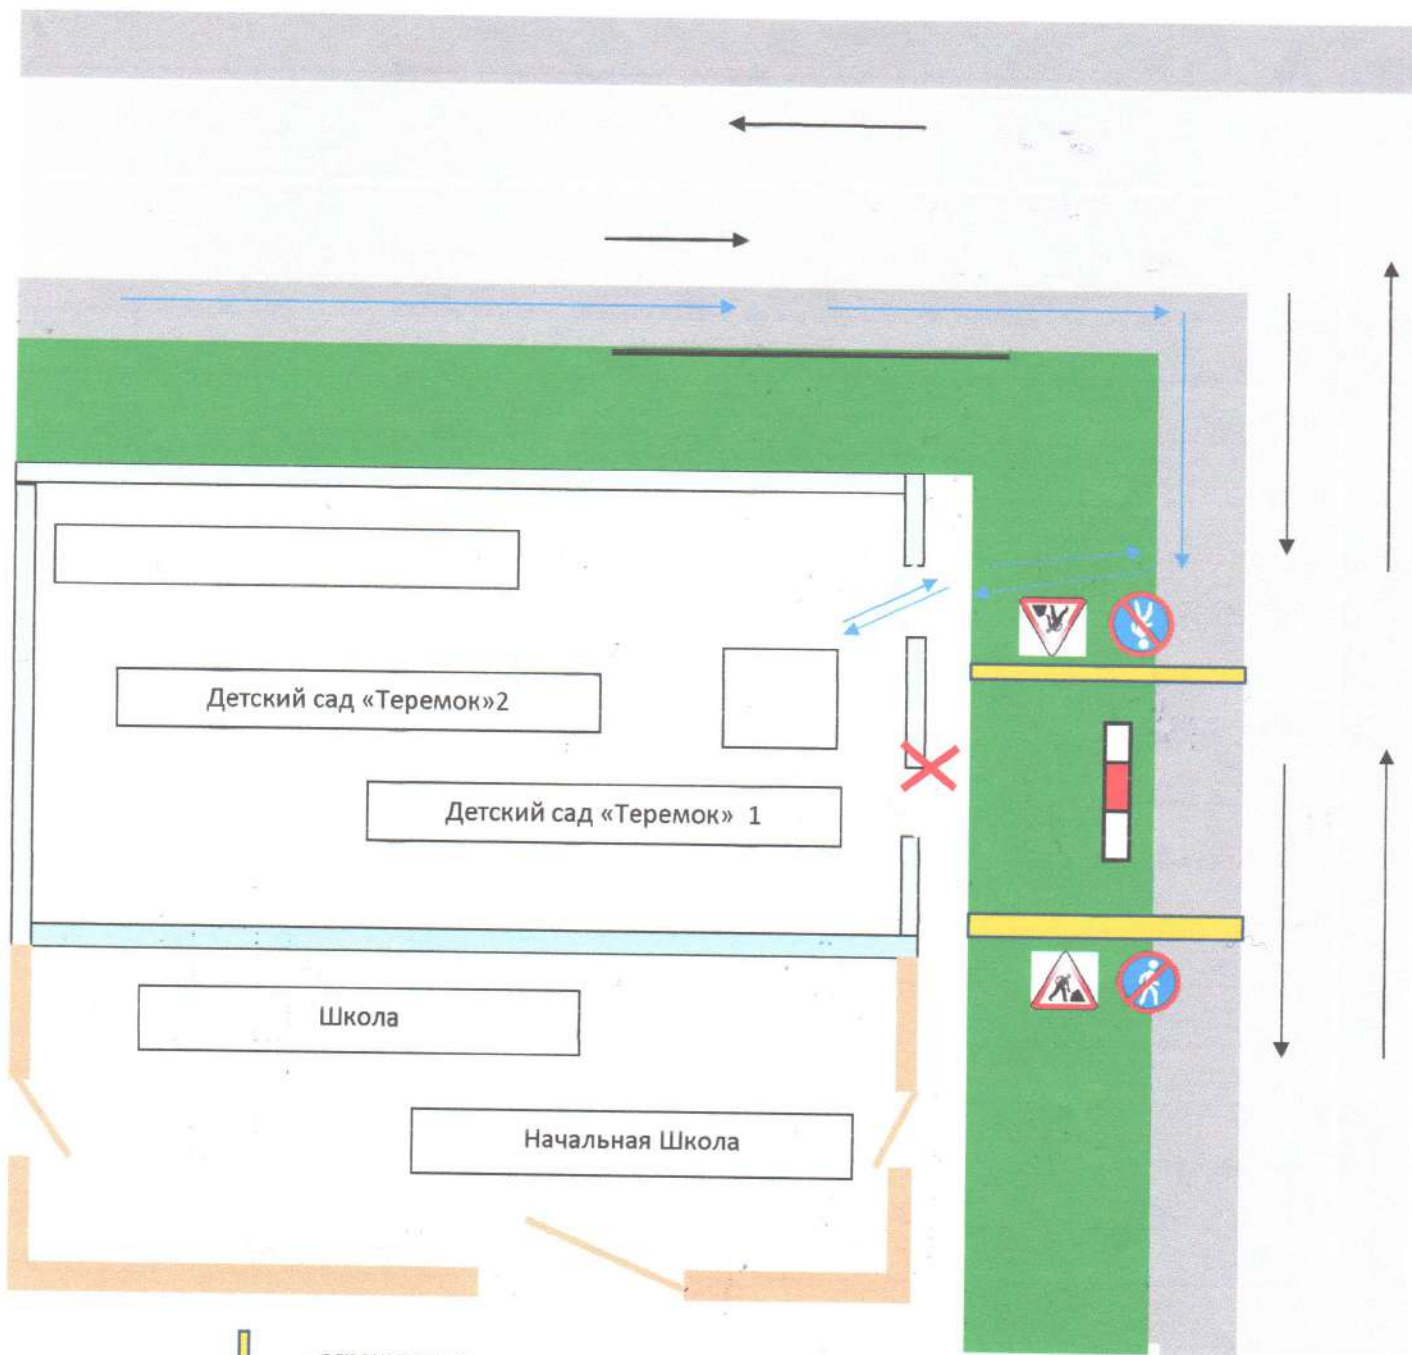 Детский сад «Теремок»2
Детский сад «Теремок» 1
Школа
Начальная Школа